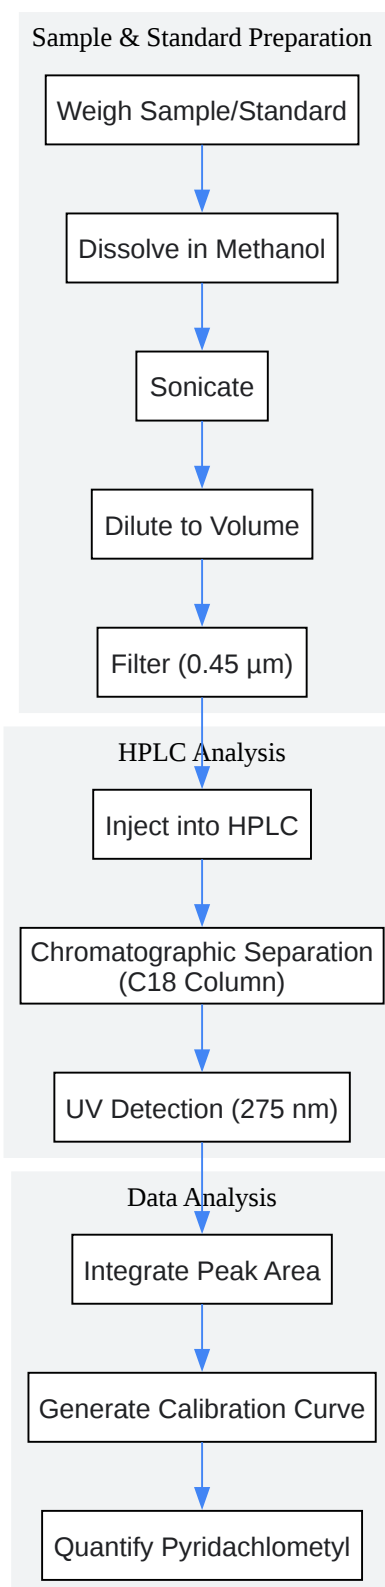 Sample & Standard Preparation
Weigh Sample/Standard
Dissolve in Methanol
Sonicate
Dilute to Volume
Filter (0.45 µm)
HPLC Analysis
Inject into HPLC
Chromatographic Separation
(C18 Column)
UV Detection (275 nm)
Data Analysis
Integrate Peak Area
Generate Calibration Curve
Quantify Pyridachlometyl